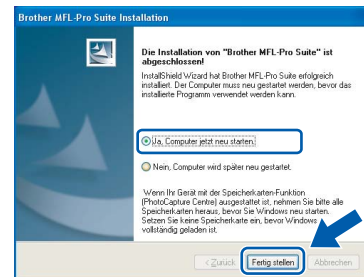 Brother MFL-Pro Suite Installation
Die Installation von "Brother MFL-Pro Suite" ist
abgeschlossen!
InstallShield Wizard hat Brother MFL-Pro Suite erfolgreich
installiert. Der Computer muss neu gestartet werden, bevor das
installierte Programm verwendet werden kann.
Ja, Computer jetzt neu starten.
Nein, Computer wird später neu gestartet.
Wenn Ihr Gerät mit der Speicherkarten-Funktion
(PhotoCapture Centre) ausgestattet ist, nehmen Sie bitte alle
Speicherkarten heraus, bevor Sie Windows neu starten.
Setzen Sie keine Speicherkarte ein, bevor Windows
vollständig geladen ist.
< Zurück Fertig stellen Abbrechen